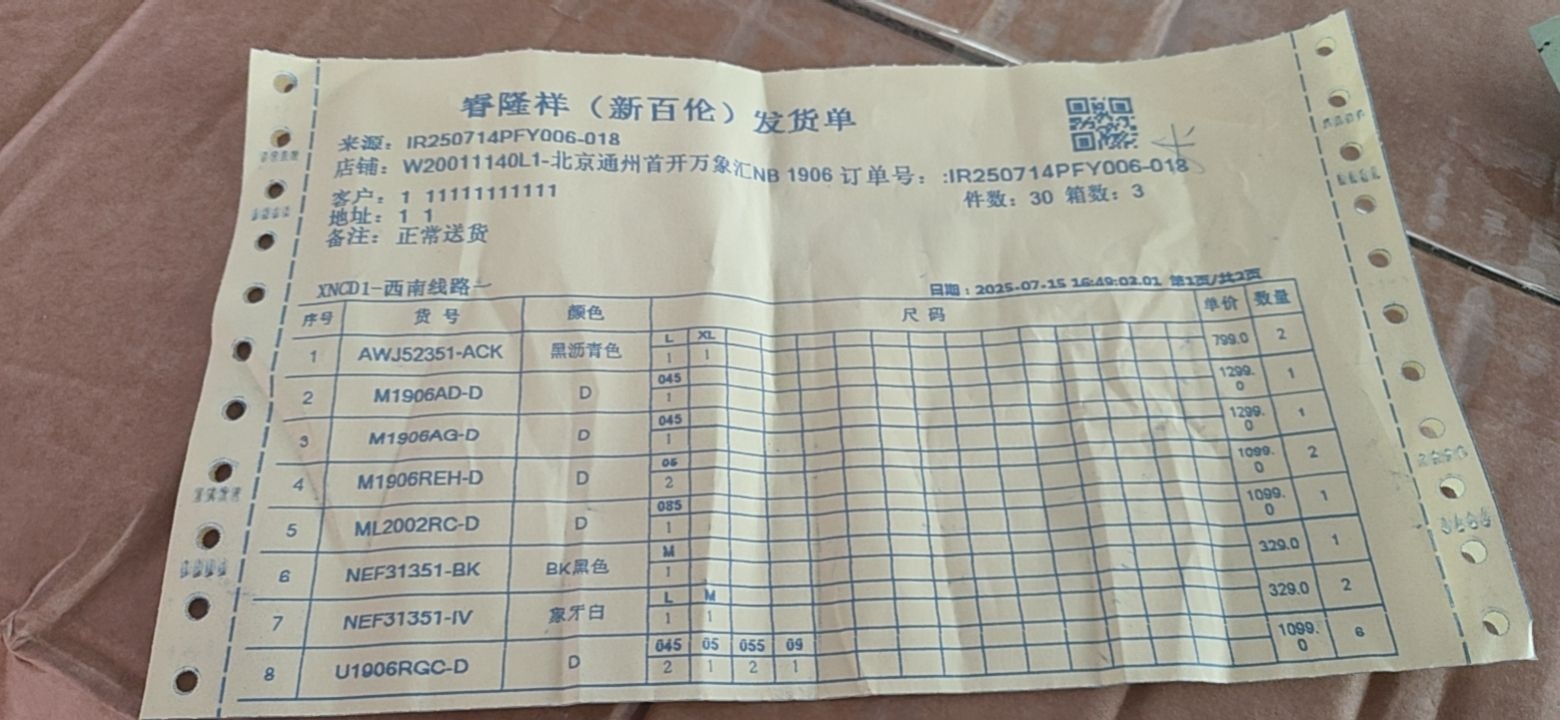 睿隆祥（新百伦）发货单
来源：IR250714PFY006-018
店铺：W20011140L1-北京通州首开万象汇NB 1906 订单号：:IR250714PFY006-018
客户：1 11111111111 件数：30 箱数：3
地址：1 1
备注：正常送货
XNCD1-西南线路一 日期：2025-07-15 16:49:02.01 第1页/共2页
序号 货 号 颜色 尺 码 单价 数量
L XL
1 AWJ52351-ACK 黑沥青色 1 1 799.0 2
045
2 M1906AD-D D 1 1299.0 1
045
3 M1906AG-D D 1 1299.0 1
05
4 M1906REH-D D 2 1099.0 2
085
5 ML2002RC-D D 1 1099.0 1
M
6 NEF31351-BK BK黑色 1 329.0 1
L M
7 NEF31351-IV 象牙白 1 1 329.0 2
045 05 055 09
8 U1906RGC-D D 2 1 2 1 1099.0 6